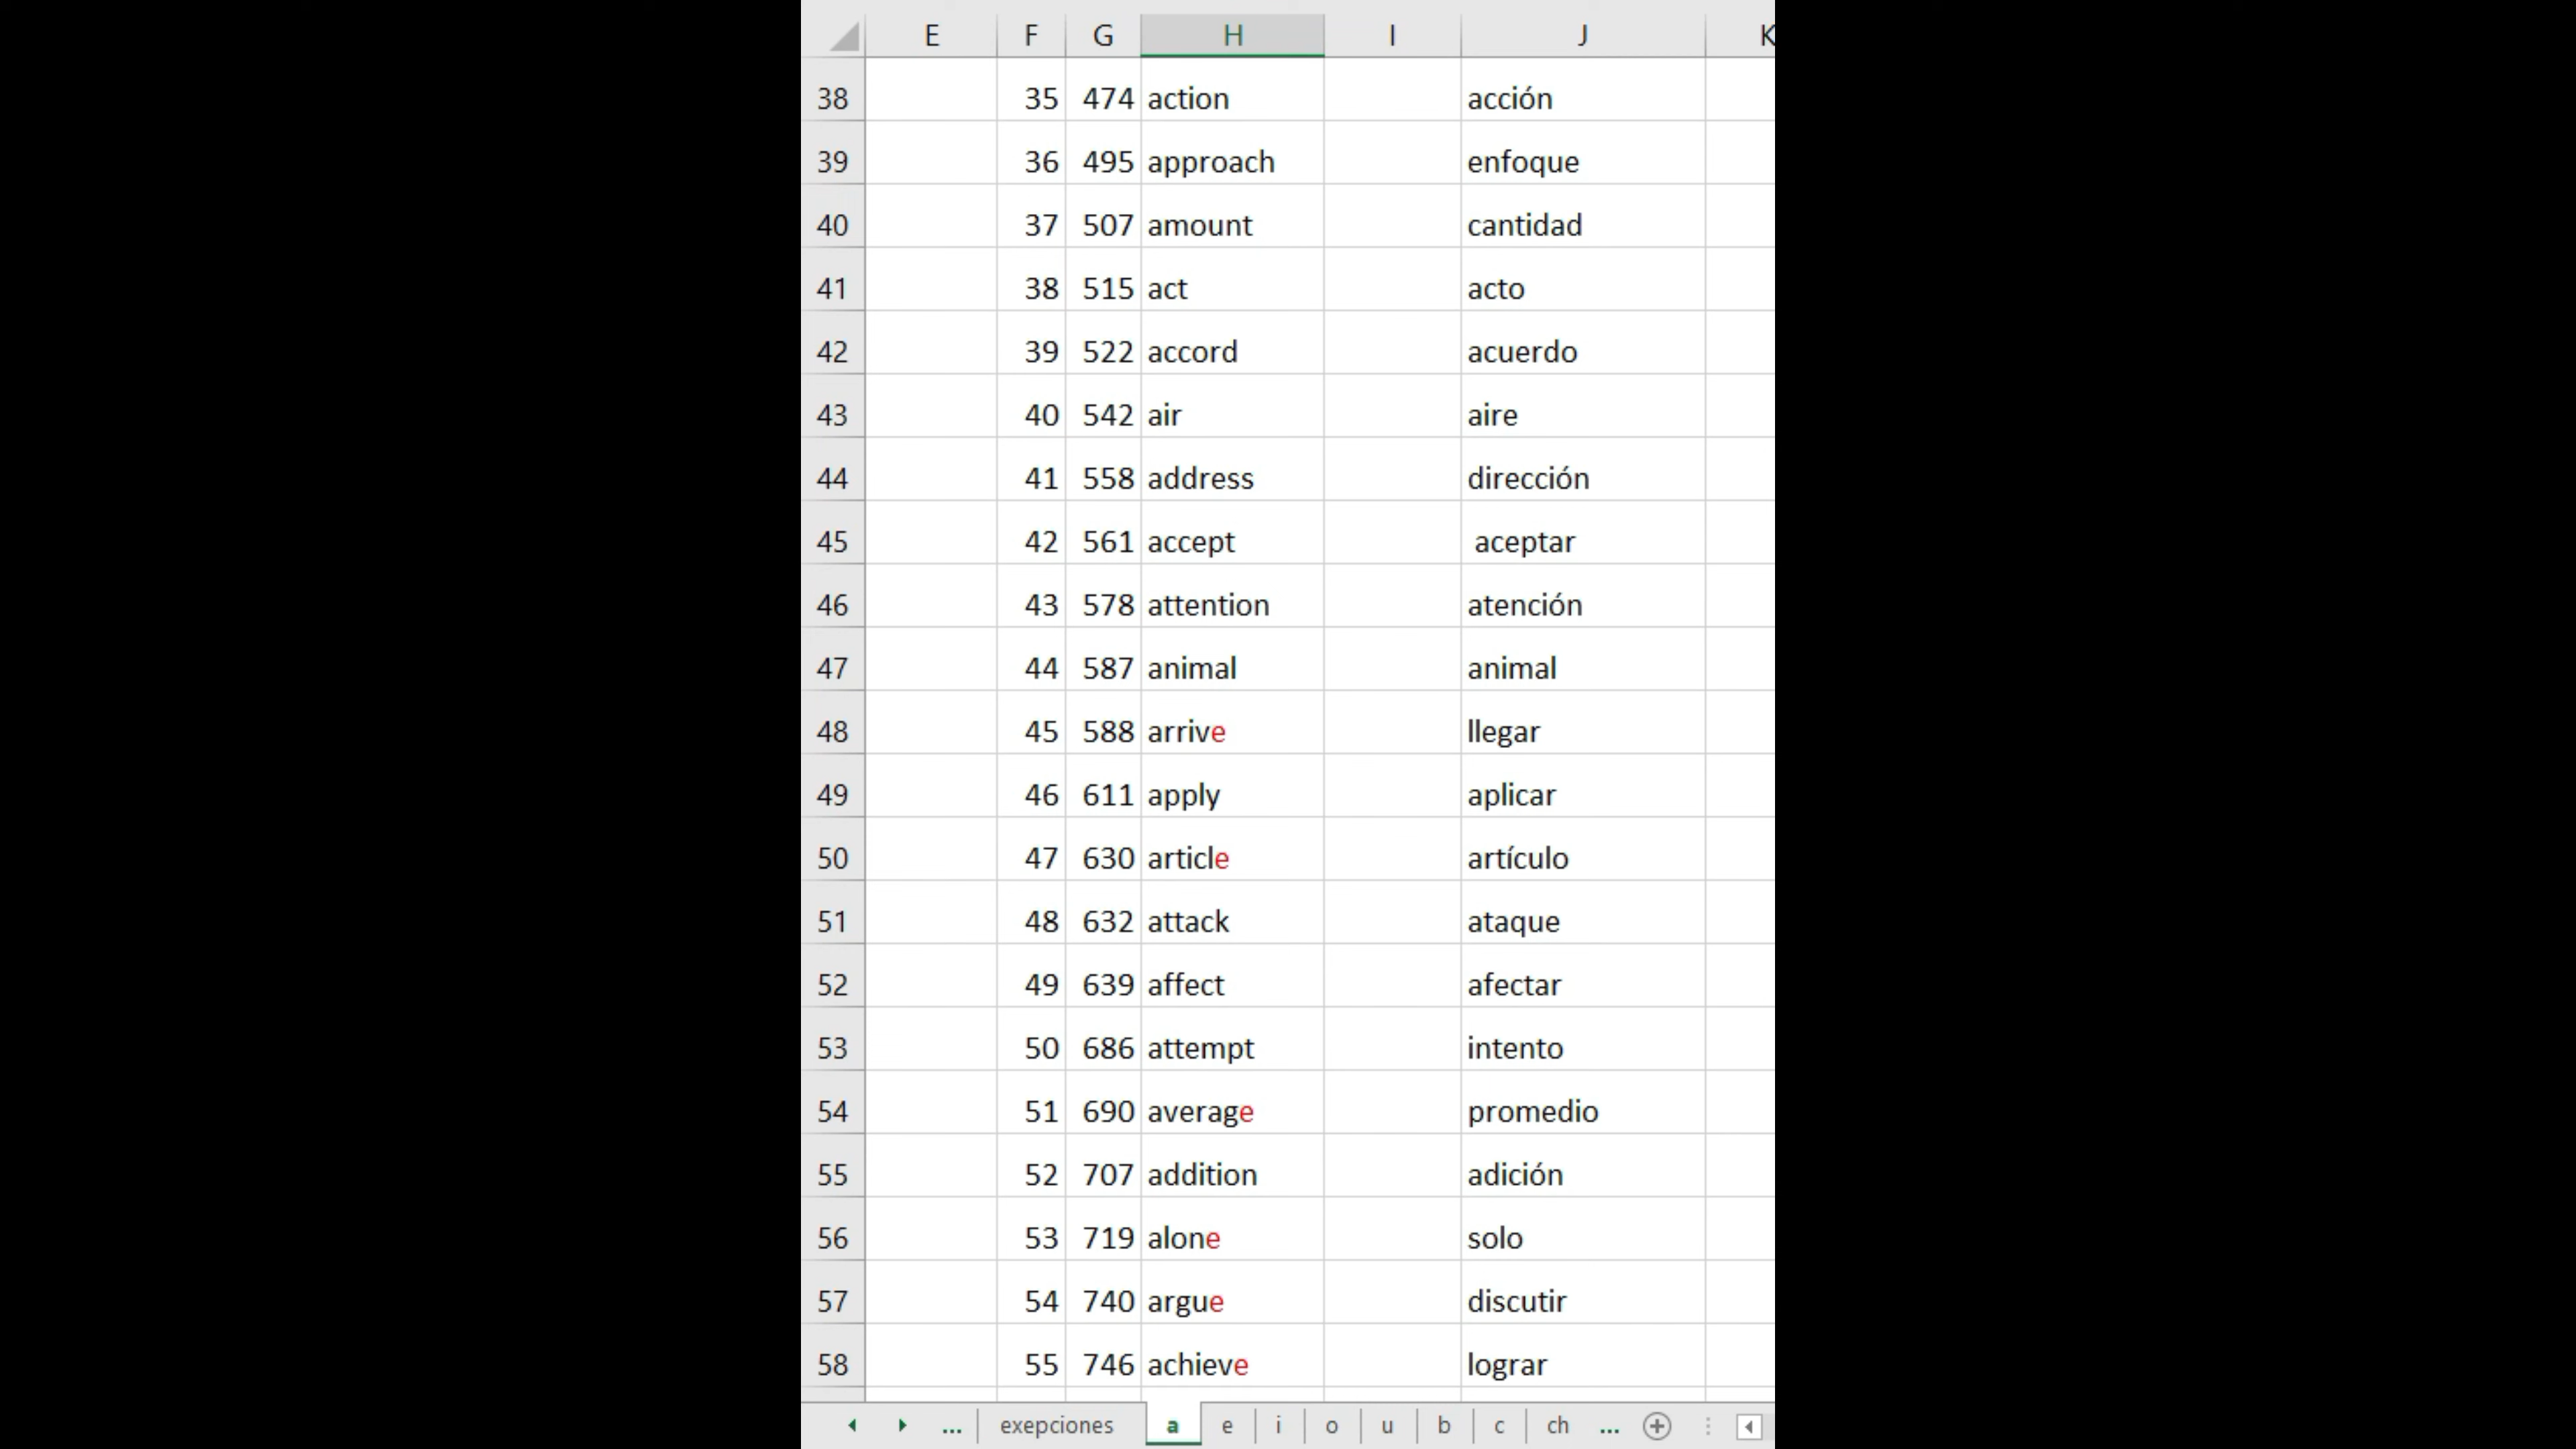 E F G H I J K
38 35 474 action acción
39 36 495 approach enfoque
40 37 507 amount cantidad
41 38 515 act acto
42 39 522 accord acuerdo
43 40 542 air aire
44 41 558 address dirección
45 42 561 accept aceptar
46 43 578 attention atención
47 44 587 animal animal
48 45 588 arrive llegar
49 46 611 apply aplicar
50 47 630 article artículo
51 48 632 attack ataque
52 49 639 affect afectar
53 50 686 attempt intento
54 51 690 average promedio
55 52 707 addition adición
56 53 719 alone solo
57 54 740 argue discutir
58 55 746 achieve lograr
... exepciones a e i o u b c ch ...